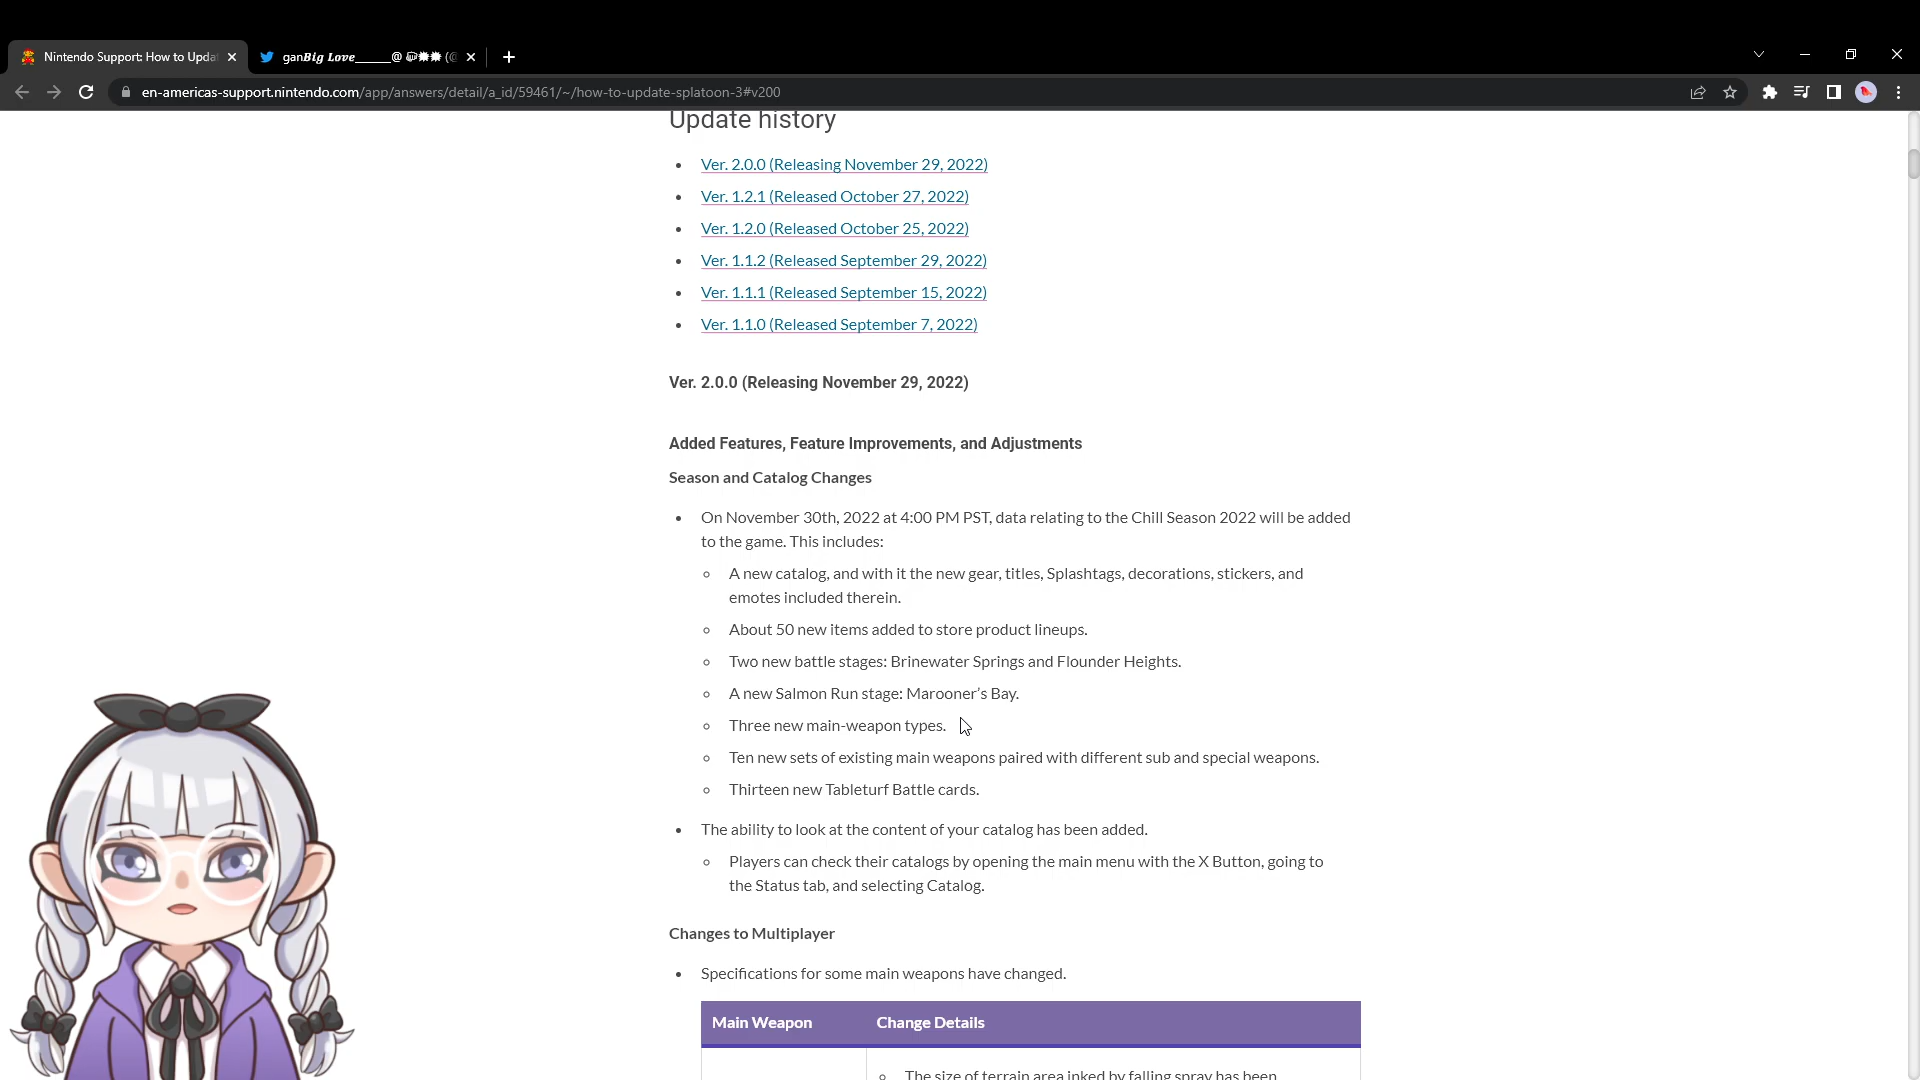 Nintendo Support: How to Upda
ganBig Love_____@
en-americas-support.nintendo.com/app/answers/detail/a_id/59461/~/how-to-update-splatoon-3#v200
Update history
• Ver. 2.0.0 (Releasing November 29, 2022)
• Ver. 1.2.1 (Released October 27, 2022)
• Ver. 1.2.0 (Released October 25, 2022)
• Ver. 1.1.2 (Released September 29, 2022)
• Ver. 1.1.1 (Released September 15, 2022)
• Ver. 1.1.0 (Released September 7, 2022)
Ver. 2.0.0 (Releasing November 29, 2022)
Added Features, Feature Improvements, and Adjustments
Season and Catalog Changes
• On November 30th, 2022 at 4:00 PM PST, data relating to the Chill Season 2022 will be added
to the game. This includes:
◦ A new catalog, and with it the new gear, titles, Splashtags, decorations, stickers, and
emotes included therein.
◦ About 50 new items added to store product lineups.
◦ Two new battle stages: Brinewater Springs and Flounder Heights.
◦ A new Salmon Run stage: Marooner's Bay.
◦ Three new main-weapon types.
◦ Ten new sets of existing main weapons paired with different sub and special weapons.
◦ Thirteen new Tableturf Battle cards.
• The ability to look at the content of your catalog has been added.
◦ Players can check their catalogs by opening the main menu with the X Button, going to
the Status tab, and selecting Catalog.
Changes to Multiplayer
• Specifications for some main weapons have changed.
Main Weapon Change Details
◦ The size of terrain area inked by falling spray has been